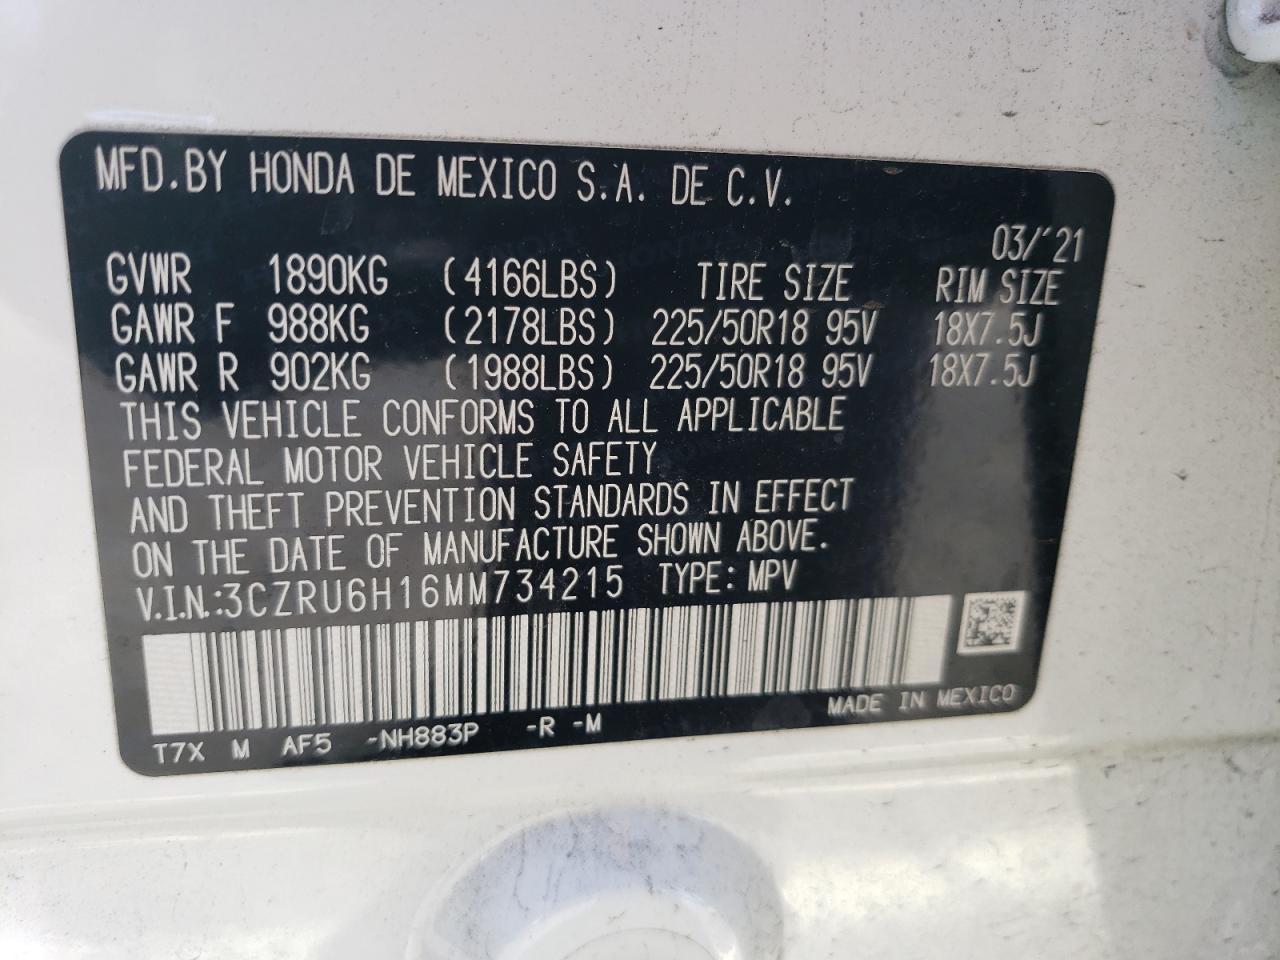 MFD.BY HONDA DE MEXICO S.A. DE C.V.
03/'21
GVWR 1890KG (4166LBS) TIRE SIZE RIM SIZE
GAWR F 988KG (2178LBS) 225/50R18 95V 18X7.5J
GAWR R 902KG (1988LBS) 225/50R18 95V 18X7.5J
THIS VEHICLE CONFORMS TO ALL APPLICABLE
FEDERAL MOTOR VEHICLE SAFETY
AND THEFT PREVENTION STANDARDS IN EFFECT
ON THE DATE OF MANUFACTURE SHOWN ABOVE.
V.I.N.:3CZRU6H16MM734215 TYPE: MPV
MADE IN MEXICO
T7X M AF5 -NH883P -R -M